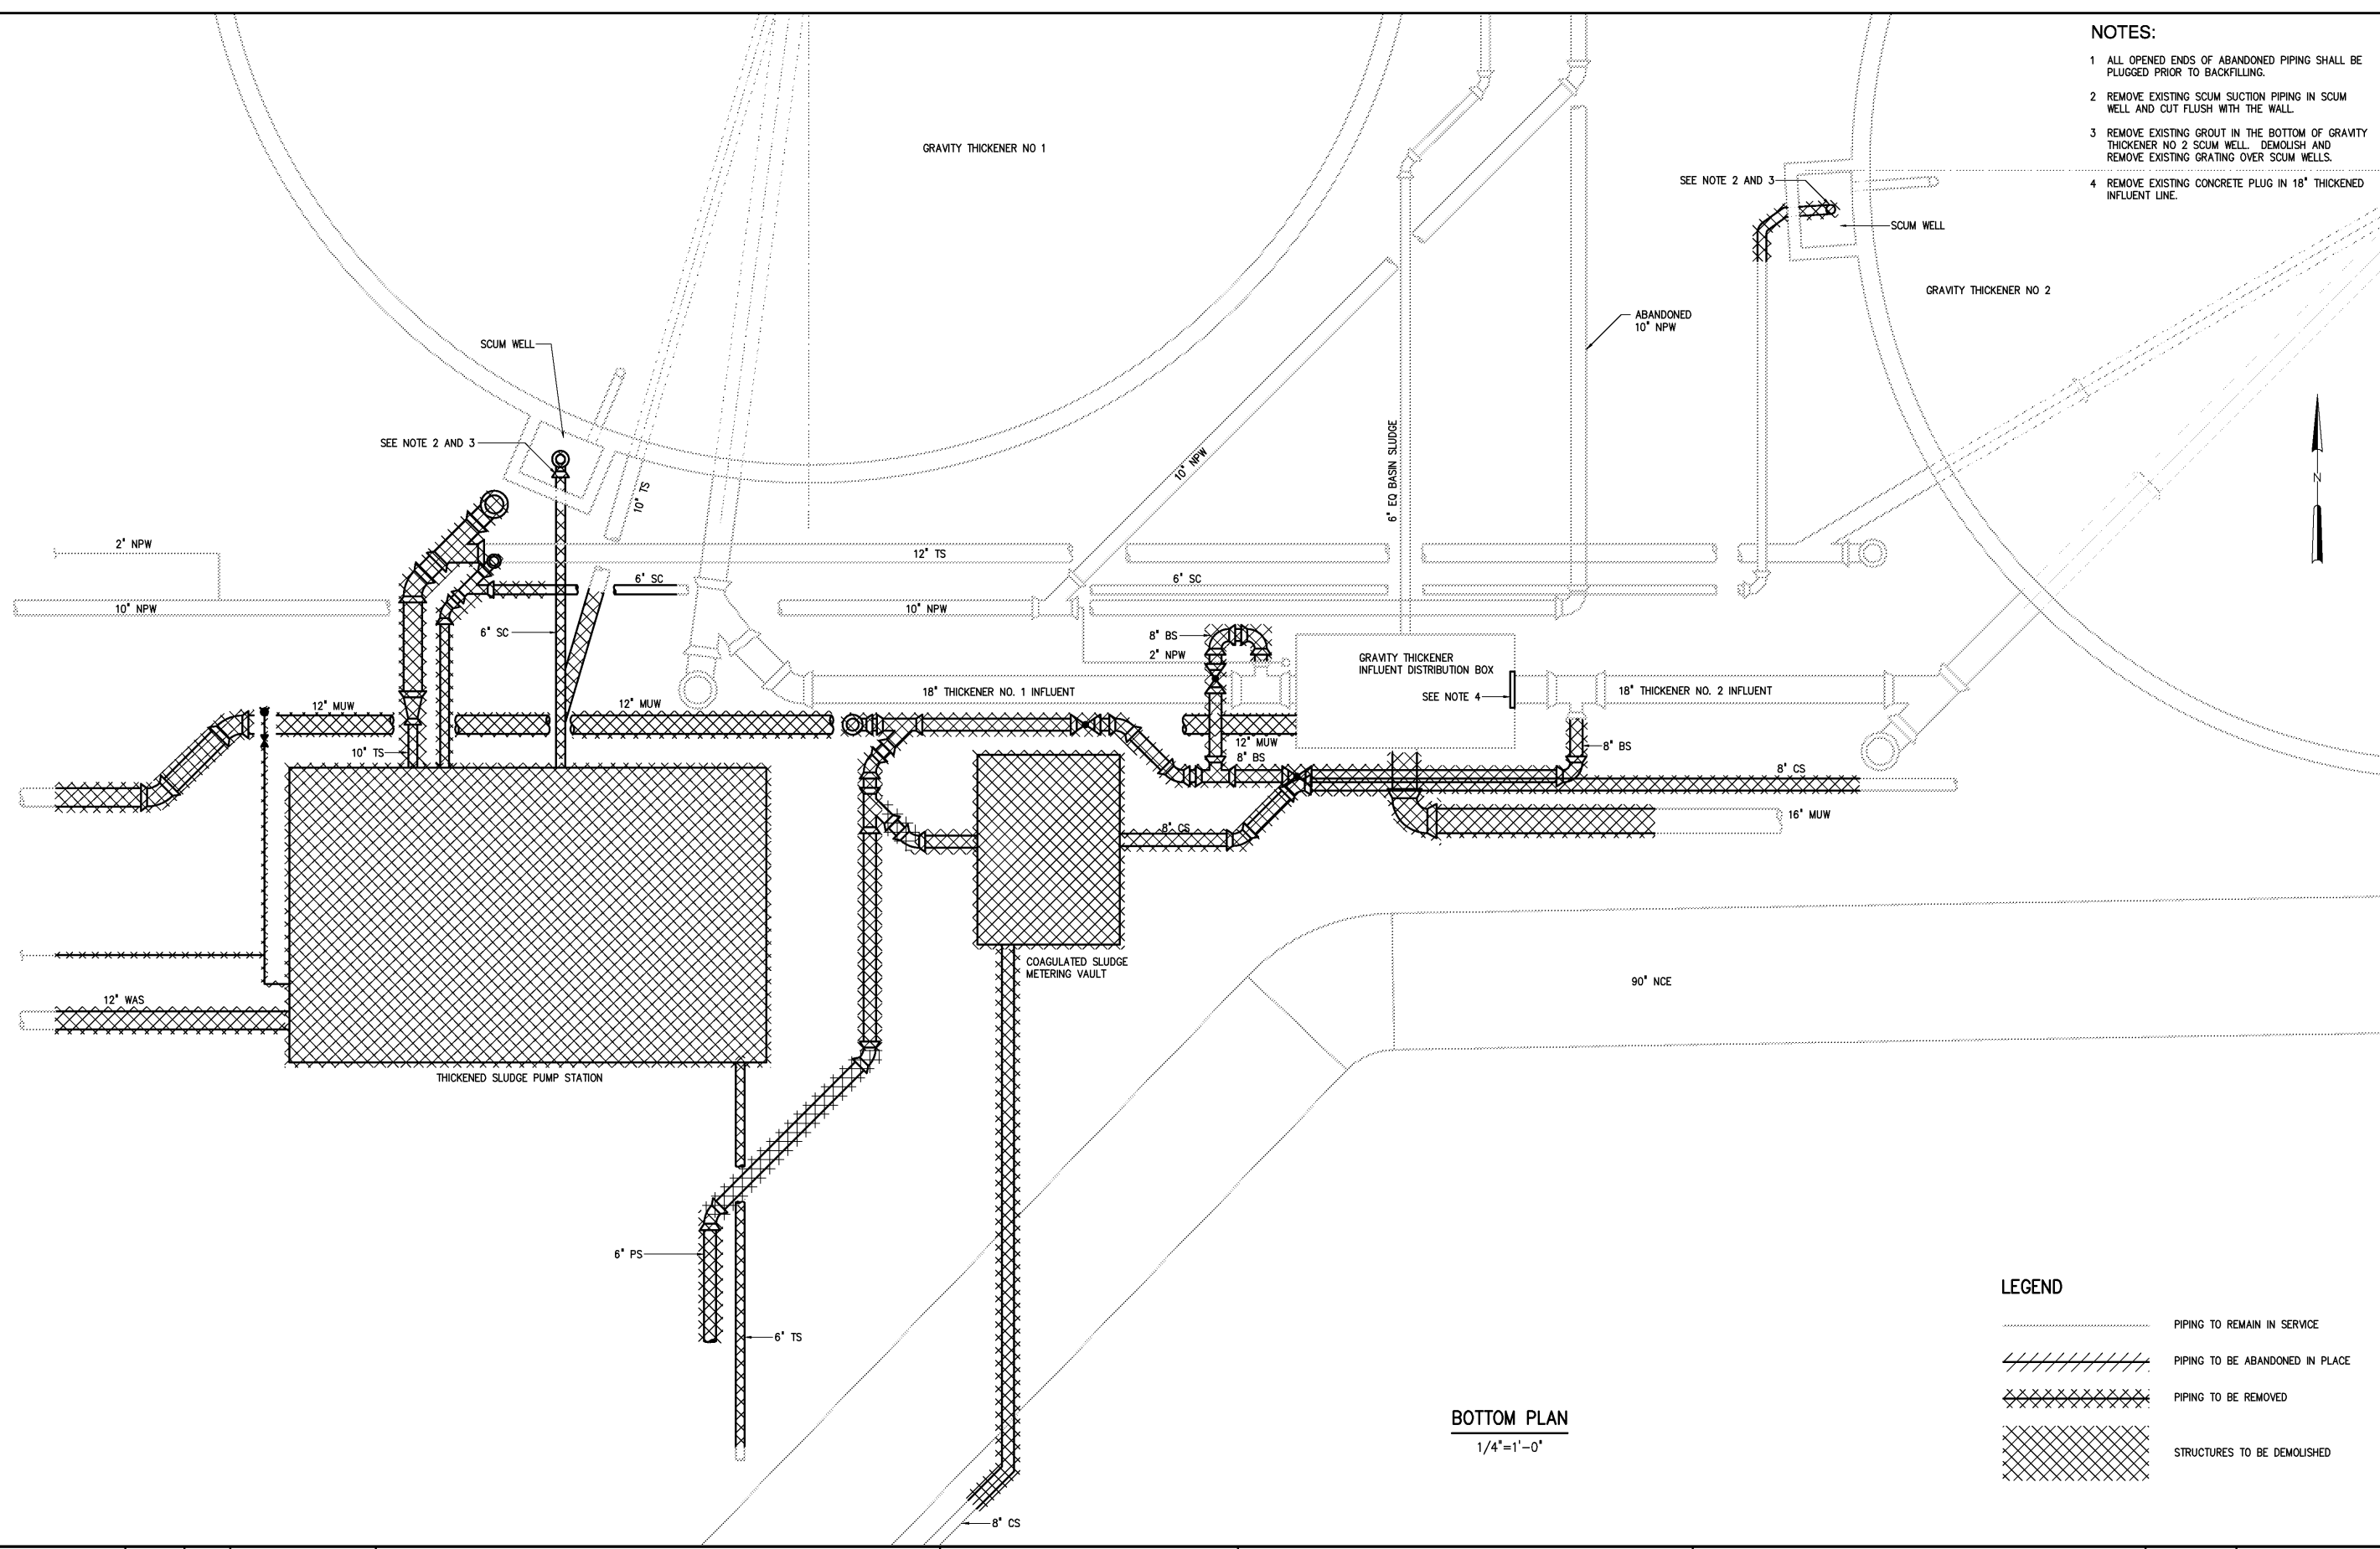 NOTES:
1 ALL OPENED ENDS OF ABANDONED PIPING SHALL BE
PLUGGED PRIOR TO BACKFILLING.
2 REMOVE EXISTING SCUM SUCTION PIPING IN SCUM
WELL AND CUT FLUSH WITH THE WALL.
3 REMOVE EXISTING GROUT IN THE BOTTOM OF GRAVITY
THICKENER NO 2 SCUM WELL. DEMOLISH AND
REMOVE EXISTING GRATING OVER SCUM WELLS.
4 REMOVE EXISTING CONCRETE PLUG IN 18" THICKENED
INFLUENT LINE.
GRAVITY THICKENER NO 1
SEE NOTE 2 AND 3
SCUM WELL
GRAVITY THICKENER NO 2
ABANDONED
10" NPW
SCUM WELL
SEE NOTE 2 AND 3
10" TS
10" NPW
6" EQ BASIN SLUDGE
N
2" NPW
12" TS
10" NPW
6" SC
6" SC
10" NPW
6" SC
8" BS
2" NPW
GRAVITY THICKENER
INFLUENT DISTRIBUTION BOX
SEE NOTE 4
18" THICKENER NO. 1 INFLUENT
18" THICKENER NO. 2 INFLUENT
12" MUW
12" MUW
10" TS
12" MUW
8" BS
8" BS
8" CS
16" MUW
8" CS
COAGULATED SLUDGE
METERING VAULT
90" NCE
12" WAS
THICKENED SLUDGE PUMP STATION
6" PS
6" TS
8" CS
BOTTOM PLAN
1/4"=1'-0"
LEGEND
PIPING TO REMAIN IN SERVICE
PIPING TO BE ABANDONED IN PLACE
PIPING TO BE REMOVED
STRUCTURES TO BE DEMOLISHED